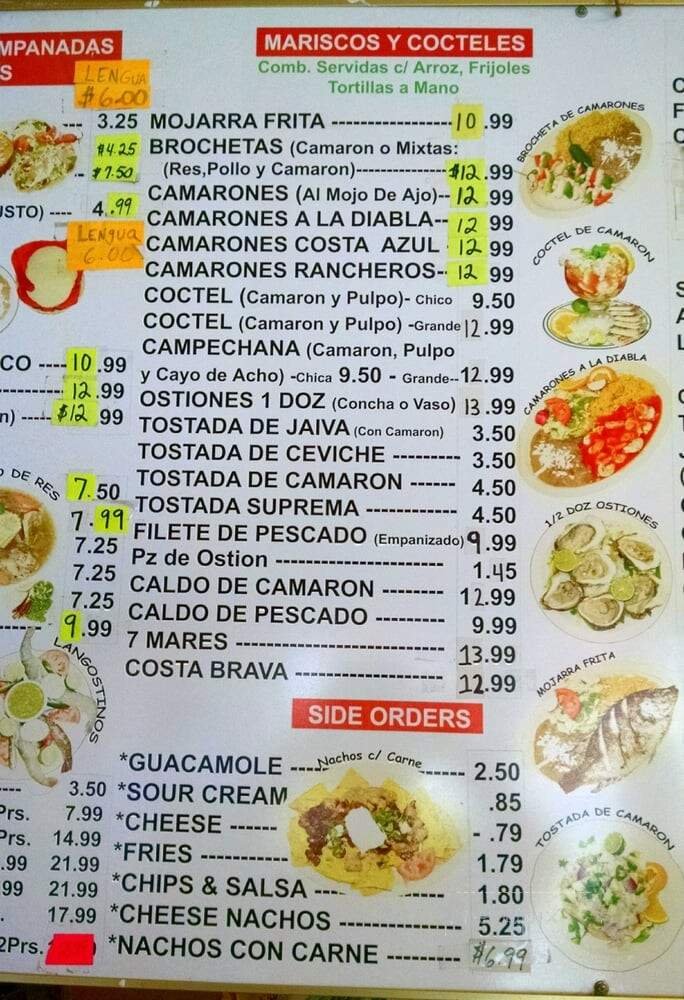 MPANADAS
S
LENGUA
$6.00
3.25
$4.25
$7.50
USTO) ---- 4.99
LENgua
6.00
CO ---- 10.99
12.99
n) ---- $12 99
O DE RES
7.50
7.99
7.25
7.25
7.25
9.99
LANGOSTINOS
3.50
Prs. 7.99
Prs. 14.99
.99 21.99
99 21.99
. 17.99
2Prs.
MARISCOS Y COCTELES
Comb. Servidas c/ Arroz, Frijoles
Tortillas a Mano
MOJARRA FRITA ---------------- 10.99
BROCHETAS (Camaron o Mixtas:
(Res,Pollo y Camaron)-------------- $12.99
CAMARONES (Al Mojo De Ajo)-- 12.99
CAMARONES A LA DIABLA-- 12 99
CAMARONES COSTA AZUL 12 99
CAMARONES RANCHEROS- 12 99
COCTEL (Camaron y Pulpo)- Chico 9.50
COCTEL (Camaron y Pulpo) -Grande 12.99
CAMPECHANA (Camaron, Pulpo
y Cayo de Acho) -Chica 9.50 - Grande-- 12.99
OSTIONES 1 DOZ (Concha o Vaso) 13.99
TOSTADA DE JAIVA (Con Camaron) 3.50
TOSTADA DE CEVICHE --------- 3.50
TOSTADA DE CAMARON ------ 4.50
TOSTADA SUPREMA ------------ 4.50
FILETE DE PESCADO (Empanizado) 9.99
Pz de Ostion ---------------------- 1.45
CALDO DE CAMARON --------- 12.99
CALDO DE PESCADO --------- 9.99
7 MARES -------------------- 13.99
COSTA BRAVA --------------- 12.99
BROCHETA DE CAMARONES
COCTEL DE CAMARON
CAMARONES A LA DIABLA
1/2 DOZ OSTIONES
MOJARRA FRITA
TOSTADA DE CAMARON
SIDE ORDERS
Nachos c/ Carne
*GUACAMOLE ---- ------ 2.50
*SOUR CREAM .85
*CHEESE ------ - .79
*FRIES ----------- 1.79
*CHIPS & SALSA --- ---------- 1.80
*CHEESE NACHOS -------------- 5.25
*NACHOS CON CARNE --------- $6.99
C
F
C
S
A
L